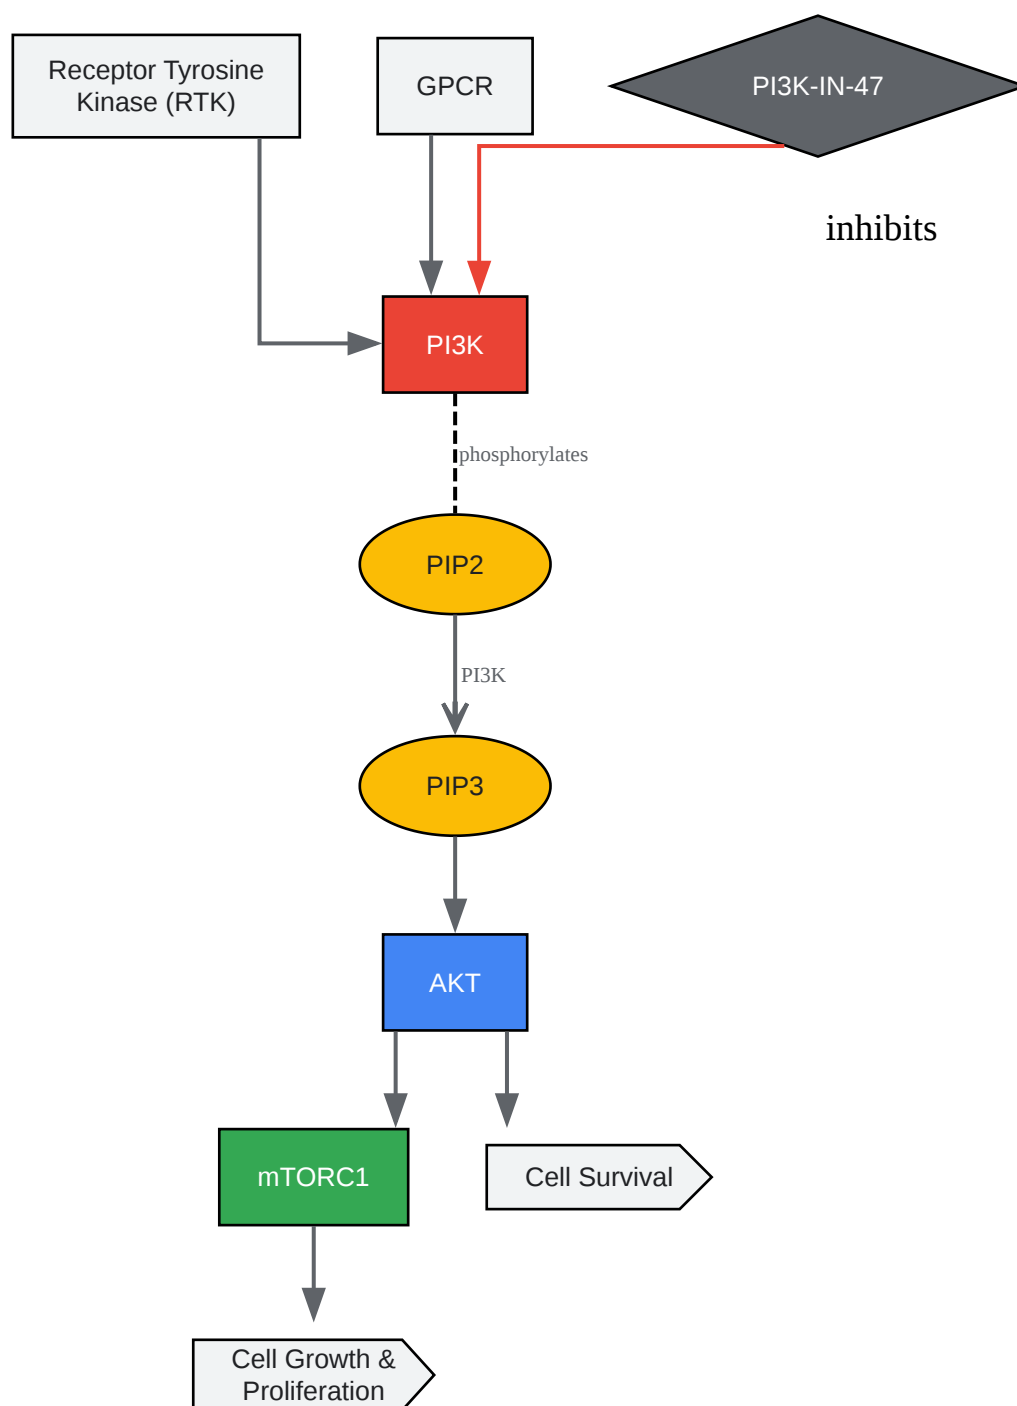 Receptor Tyrosine
Kinase (RTK)
GPCR
PI3K-IN-47
inhibits
PI3K
phosphorylates
PIP2
PI3K
PIP3
AKT
mTORC1
Cell Survival
Cell Growth &
Proliferation